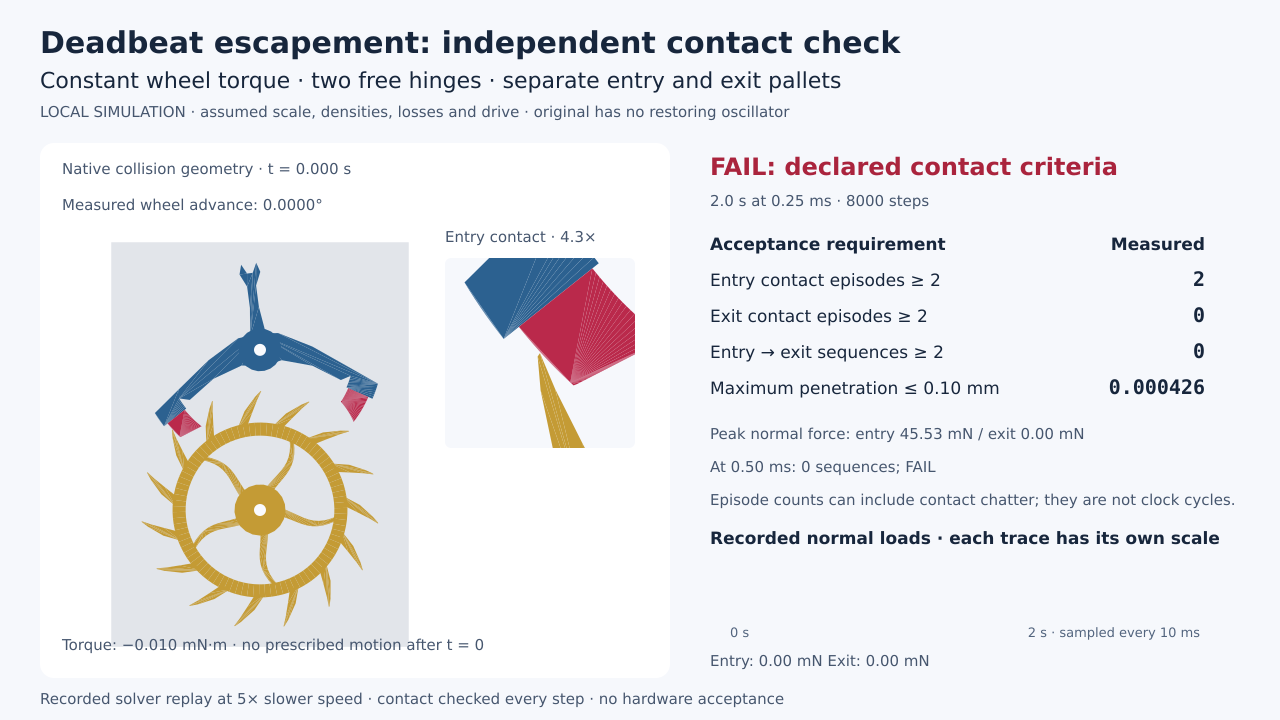 Deadbeat escapement: independent contact check
Constant wheel torque · two free hinges · separate entry and exit pallets
LOCAL SIMULATION · assumed scale, densities, losses and drive · original has no restoring oscillator
Native collision geometry · t = 0.000 s
Measured wheel advance: 0.0000°
Entry contact · 4.3×
Torque: −0.010 mN·m · no prescribed motion after t = 0
FAIL: declared contact criteria
2.0 s at 0.25 ms · 8000 steps
Acceptance requirement Measured
Entry contact episodes ≥ 2 2
Exit contact episodes ≥ 2 0
Entry → exit sequences ≥ 2 0
Maximum penetration ≤ 0.10 mm 0.000426
Peak normal force: entry 45.53 mN / exit 0.00 mN
At 0.50 ms: 0 sequences; FAIL
Episode counts can include contact chatter; they are not clock cycles.
Recorded normal loads · each trace has its own scale
0 s 2 s · sampled every 10 ms
Entry: 0.00 mN Exit: 0.00 mN
Recorded solver replay at 5× slower speed · contact checked every step · no hardware acceptance